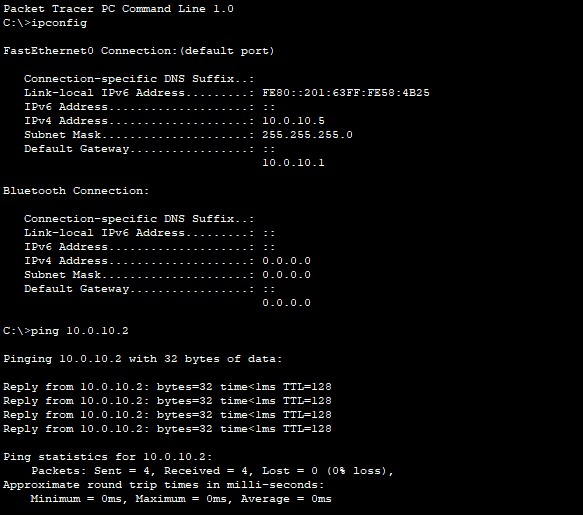 Packet Tracer PC Command Line 1.0
C:\>ipconfig
FastEthernet0 Connection:(default port)
Connection-specific DNS Suffix..:
Link-local IPv6 Address.........: FE80::201:63FF:FE58:4B25
IPv6 Address....................: ::
IPv4 Address....................: 10.0.10.5
Subnet Mask.....................: 255.255.255.0
Default Gateway.................: ::
10.0.10.1
Bluetooth Connection:
Connection-specific DNS Suffix..:
Link-local IPv6 Address.........: ::
IPv6 Address....................: ::
IPv4 Address....................: 0.0.0.0
Subnet Mask.....................: 0.0.0.0
Default Gateway.................: ::
0.0.0.0
C:\>ping 10.0.10.2
Pinging 10.0.10.2 with 32 bytes of data:
Reply from 10.0.10.2: bytes=32 time<1ms TTL=128
Reply from 10.0.10.2: bytes=32 time<1ms TTL=128
Reply from 10.0.10.2: bytes=32 time<1ms TTL=128
Reply from 10.0.10.2: bytes=32 time<1ms TTL=128
Ping statistics for 10.0.10.2:
Packets: Sent = 4, Received = 4, Lost = 0 (0% loss),
Approximate round trip times in milli-seconds:
Minimum = 0ms, Maximum = 0ms, Average = 0ms